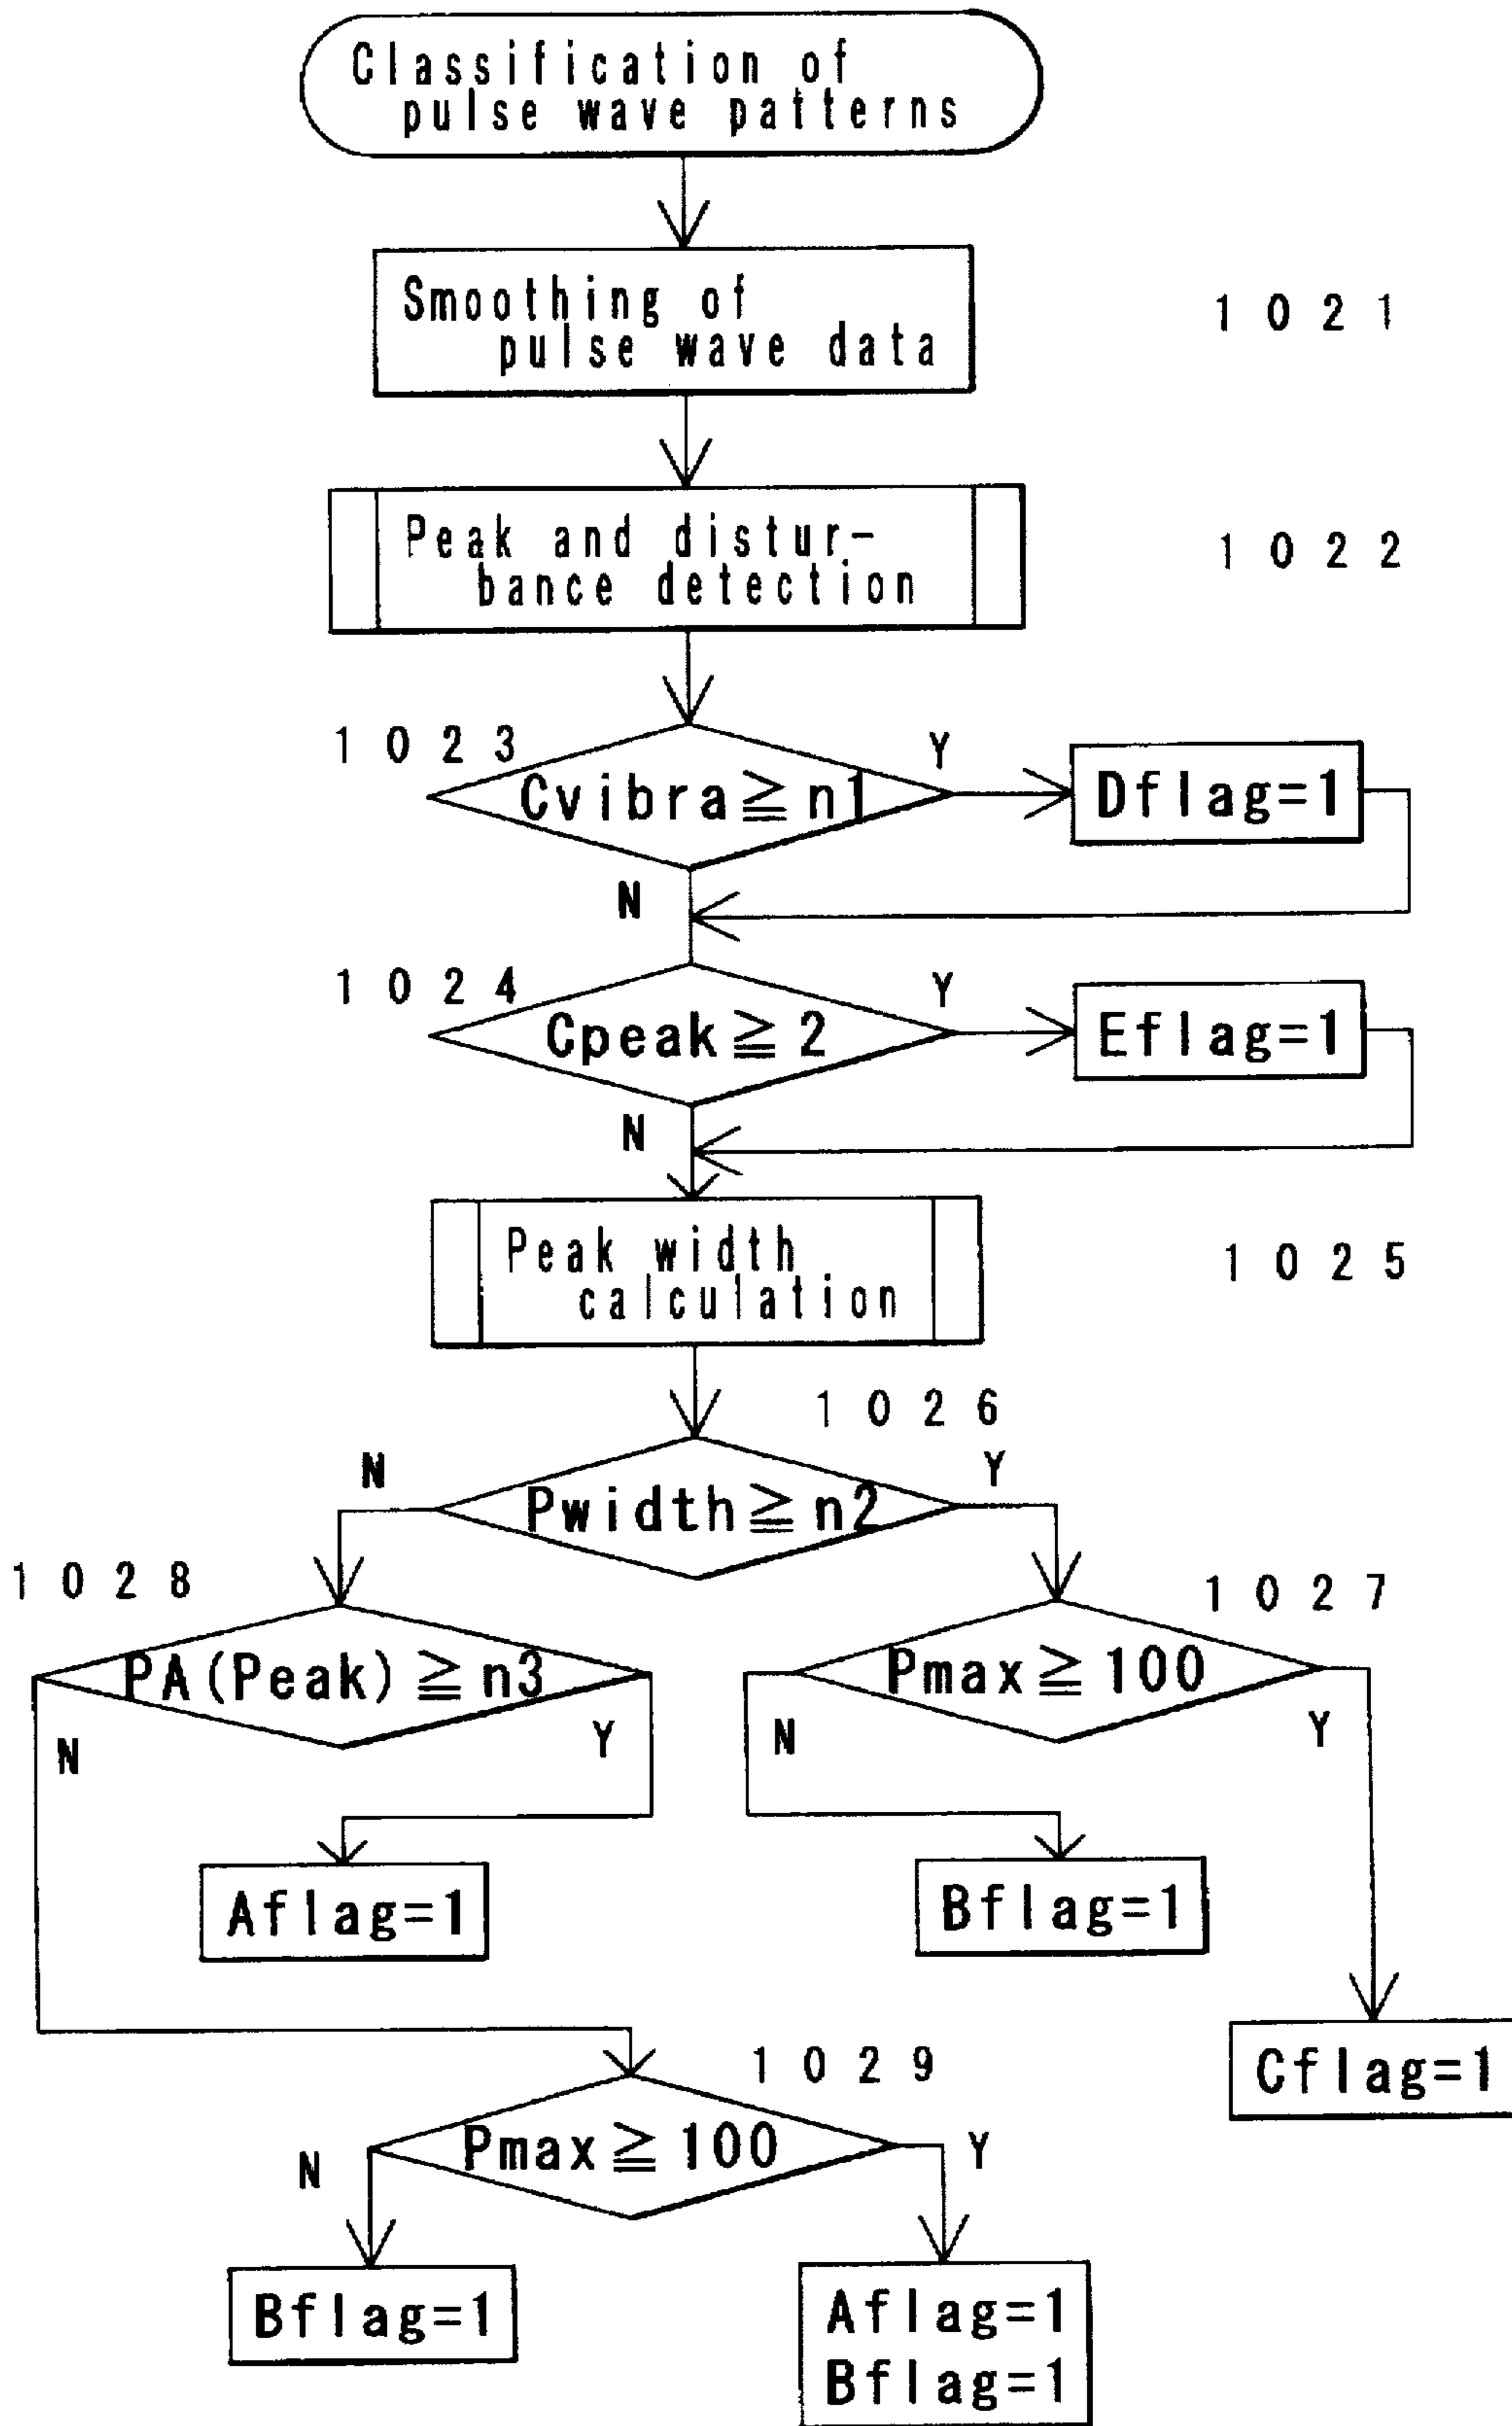 Classification of
pulse wave patterns
Smoothing of
pulse wave data
1021
Peak and distur-
bance detection
1022
1023
Cvibra≧n1
Y
Dflag=1
N
1024
Cpeak≧2
Y
Eflag=1
N
Peak width
calculation
1025
1026
N
Pwidth≧n2
Y
1028
PA(Peak)≧n3
N
Y
1027
Pmax≧100
N
Y
Aflag=1
Bflag=1
Cflag=1
1029
Pmax≧100
N
Y
Bflag=1
Aflag=1
Bflag=1